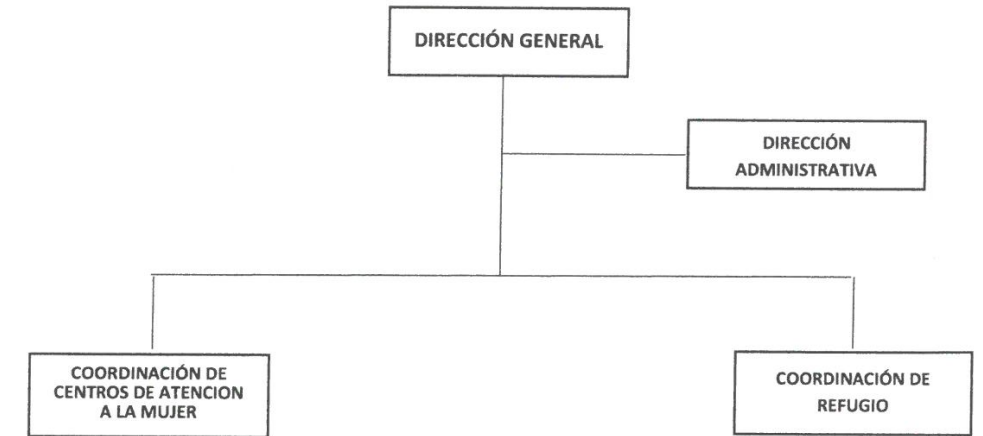 DIRECCIÓN GENERAL
DIRECCIÓN
ADMINISTRATIVA
COORDINACIÓN DE
CENTROS DE ATENCION
A LA MUJER
COORDINACIÓN DE
REFUGIO